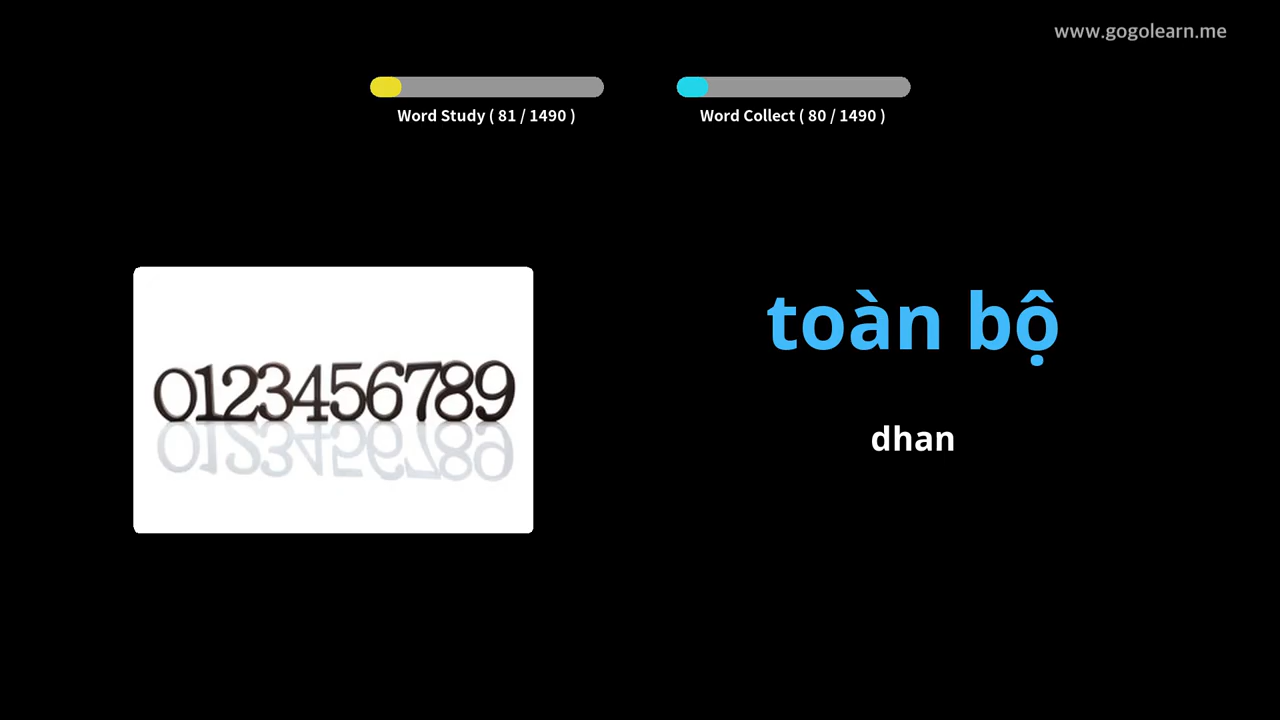 www.gogolearn.me
Word Study ( 81 / 1490 )
Word Collect ( 80 / 1490 )
0123456789
toàn bộ
dhan